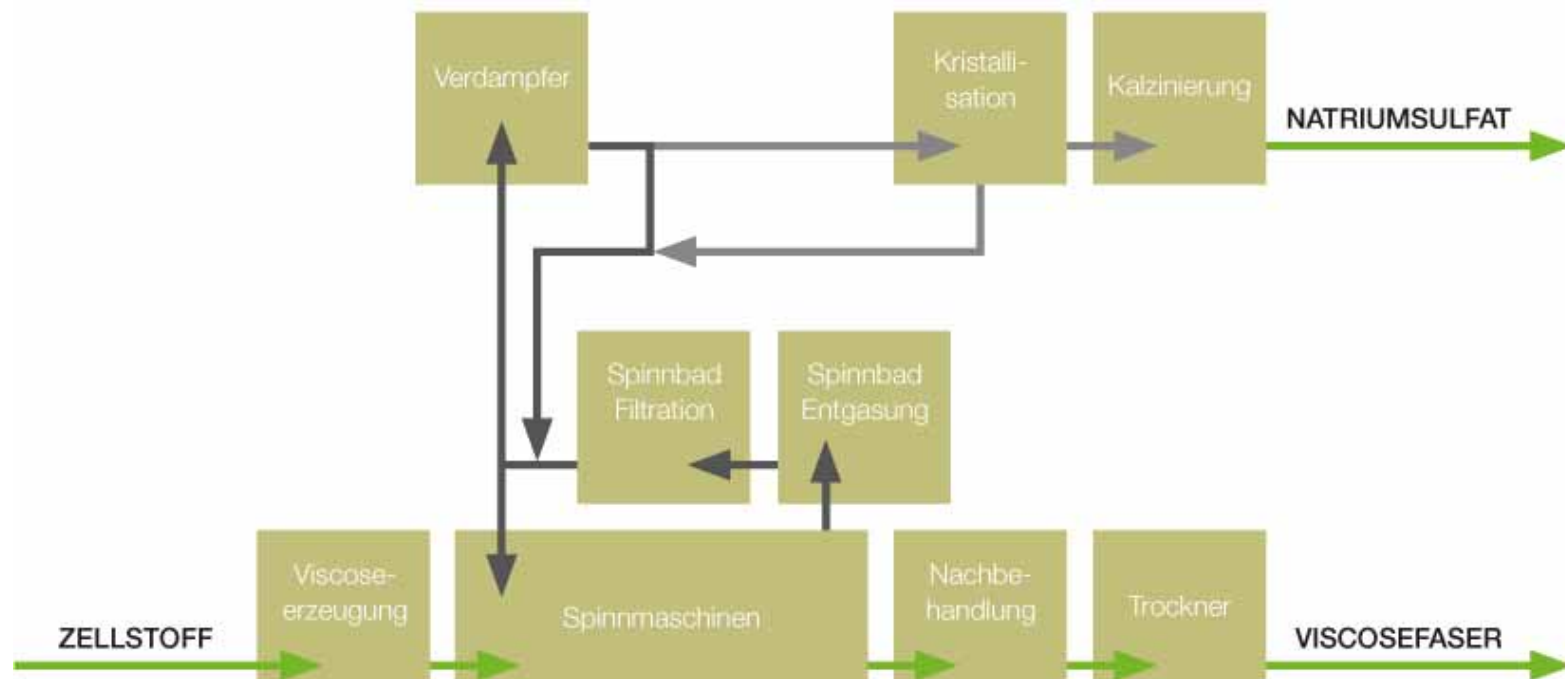 Verdampfer
Kristalli-
sation
Kalzinierung
NATRIUMSULFAT
Spinnbad
Filtration
Spinnbad
Entgasung
Viscose-
erzeugung
Spinnmaschinen
Nachbe-
handlung
Trockner
ZELLSTOFF
VISCOSEFASER